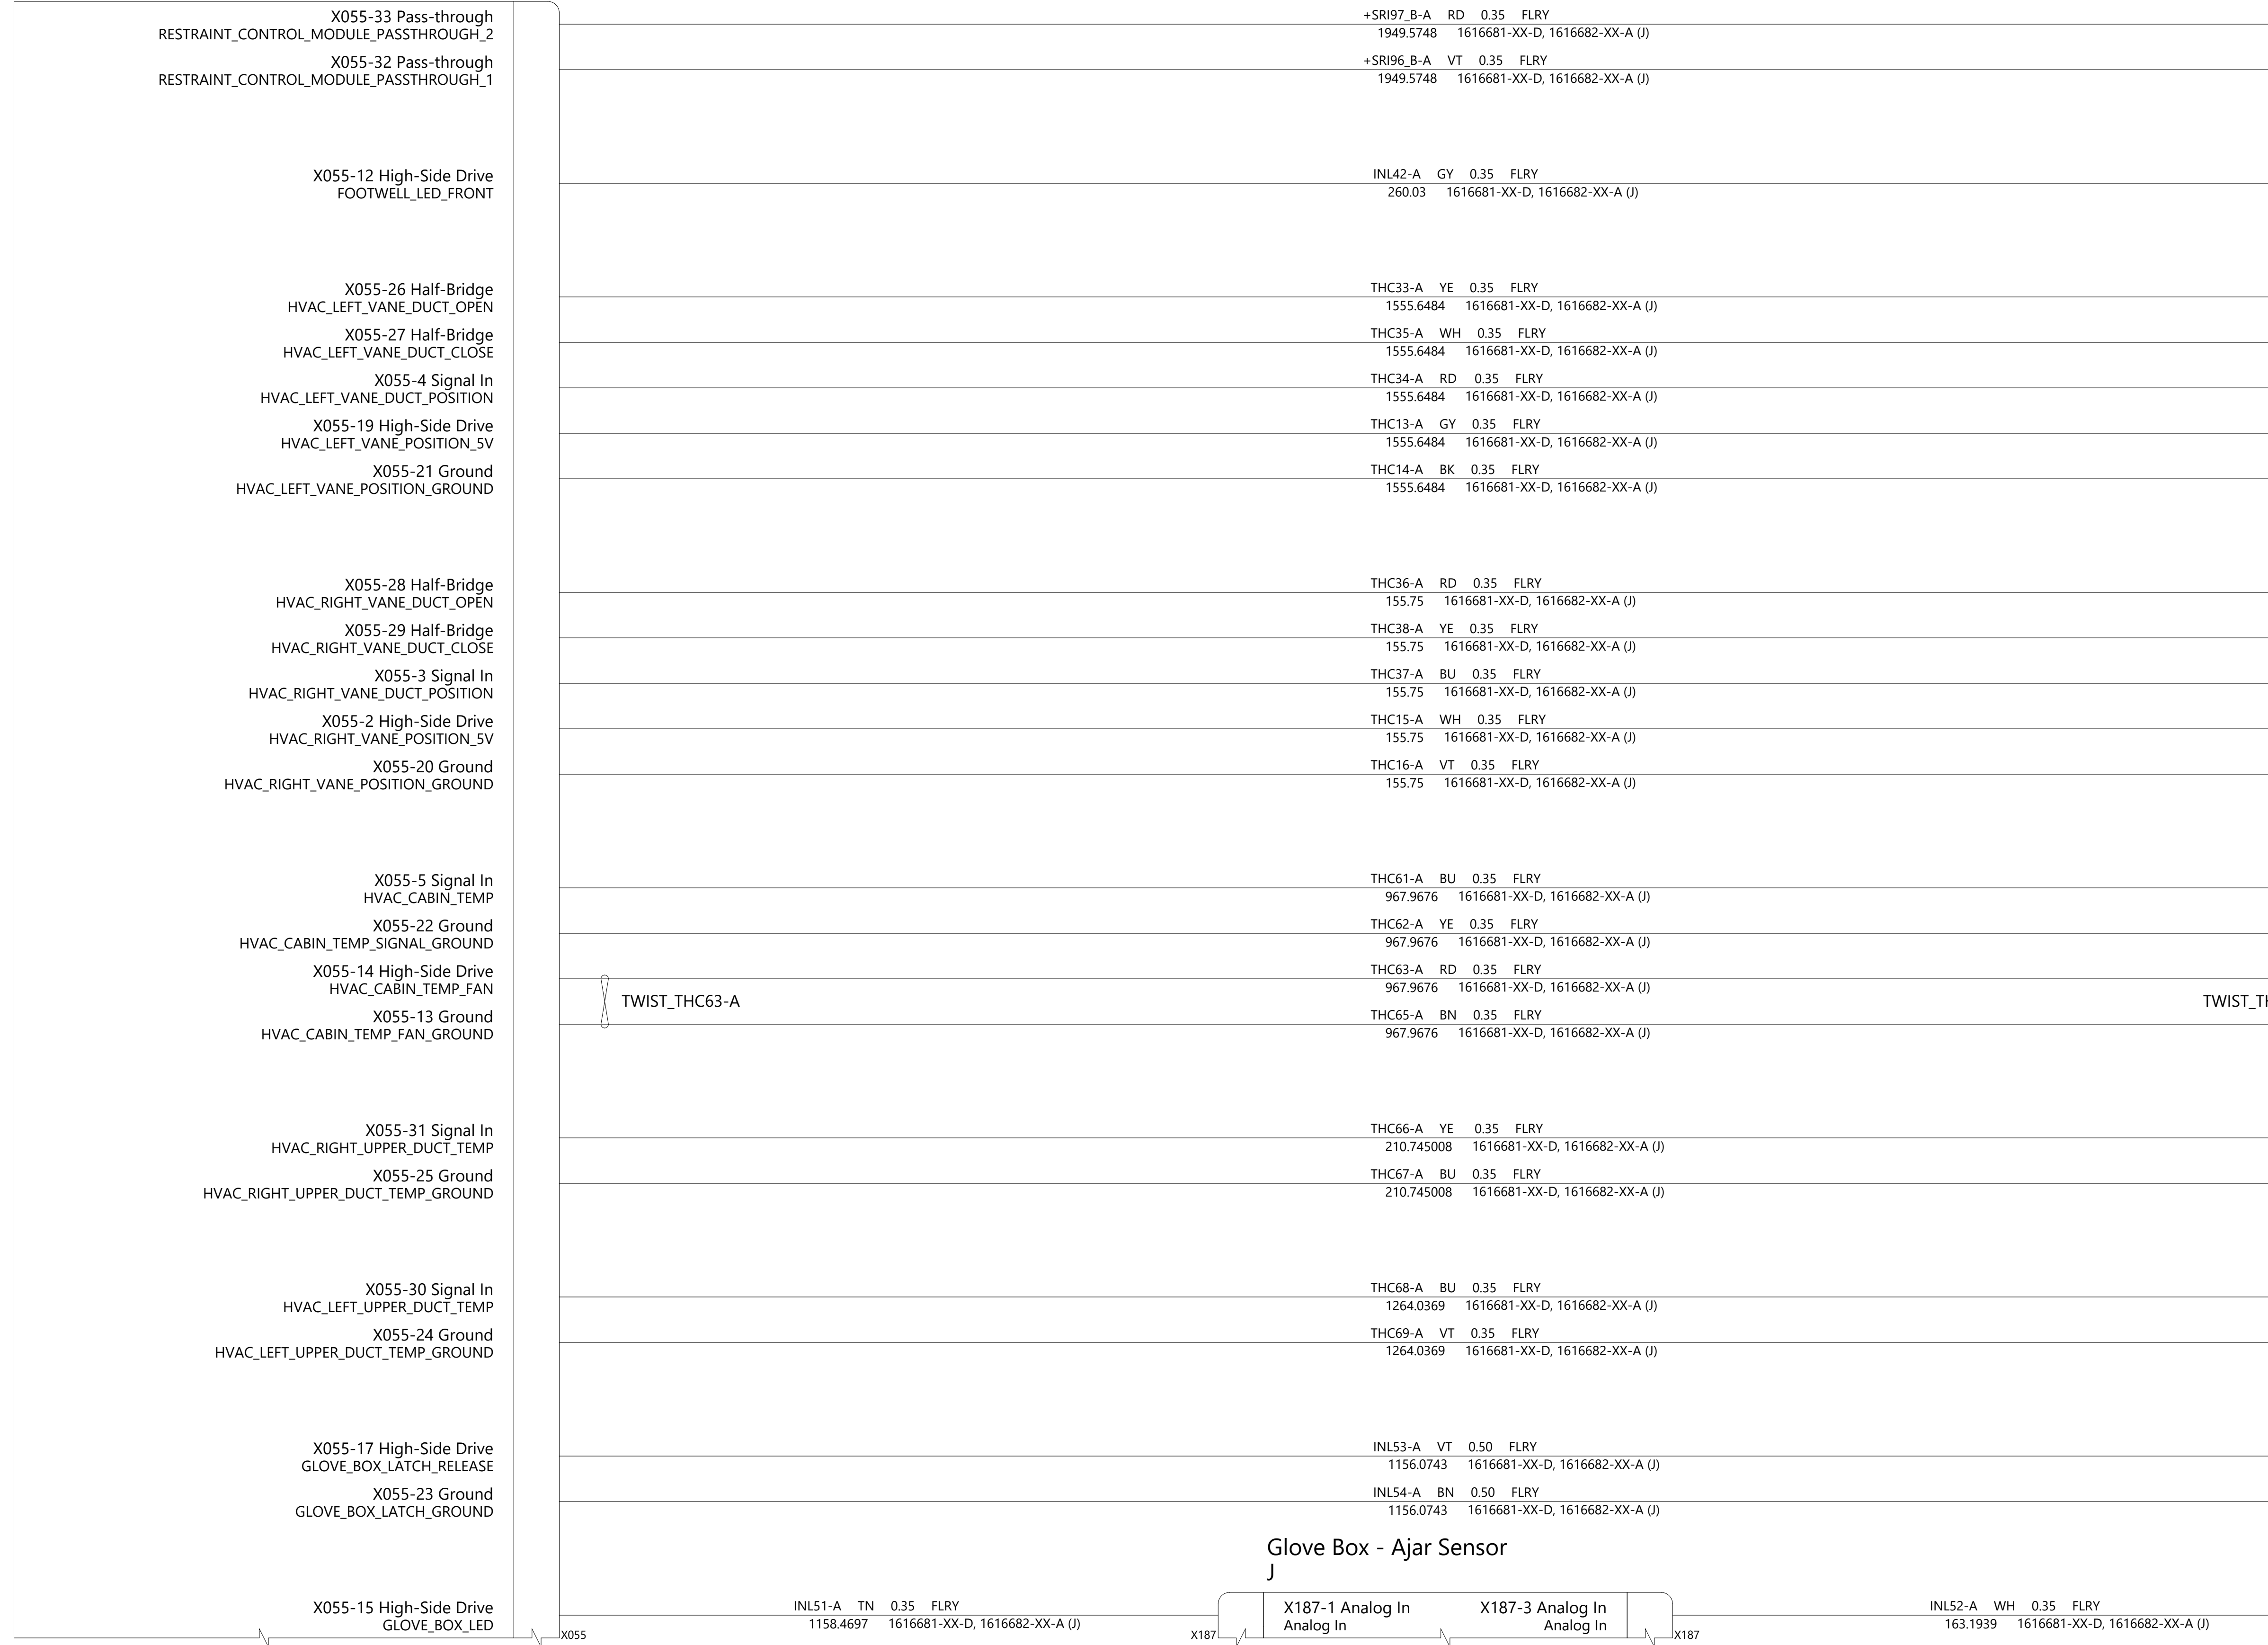 X055-33 Pass-through
RESTRAINT_CONTROL_MODULE_PASSTHROUGH_2
+SRI97_B-A RD 0.35 FLRY
1949.5748 1616681-XX-D, 1616682-XX-A (J)
X055-32 Pass-through
RESTRAINT_CONTROL_MODULE_PASSTHROUGH_1
+SRI96_B-A VT 0.35 FLRY
1949.5748 1616681-XX-D, 1616682-XX-A (J)
X055-12 High-Side Drive
FOOTWELL_LED_FRONT
INL42-A GY 0.35 FLRY
260.03 1616681-XX-D, 1616682-XX-A (J)
X055-26 Half-Bridge
HVAC_LEFT_VANE_DUCT_OPEN
THC33-A YE 0.35 FLRY
1555.6484 1616681-XX-D, 1616682-XX-A (J)
X055-27 Half-Bridge
HVAC_LEFT_VANE_DUCT_CLOSE
THC35-A WH 0.35 FLRY
1555.6484 1616681-XX-D, 1616682-XX-A (J)
X055-4 Signal In
HVAC_LEFT_VANE_DUCT_POSITION
THC34-A RD 0.35 FLRY
1555.6484 1616681-XX-D, 1616682-XX-A (J)
X055-19 High-Side Drive
HVAC_LEFT_VANE_POSITION_5V
THC13-A GY 0.35 FLRY
1555.6484 1616681-XX-D, 1616682-XX-A (J)
X055-21 Ground
HVAC_LEFT_VANE_POSITION_GROUND
THC14-A BK 0.35 FLRY
1555.6484 1616681-XX-D, 1616682-XX-A (J)
X055-28 Half-Bridge
HVAC_RIGHT_VANE_DUCT_OPEN
THC36-A RD 0.35 FLRY
155.75 1616681-XX-D, 1616682-XX-A (J)
X055-29 Half-Bridge
HVAC_RIGHT_VANE_DUCT_CLOSE
THC38-A YE 0.35 FLRY
155.75 1616681-XX-D, 1616682-XX-A (J)
X055-3 Signal In
HVAC_RIGHT_VANE_DUCT_POSITION
THC37-A BU 0.35 FLRY
155.75 1616681-XX-D, 1616682-XX-A (J)
X055-2 High-Side Drive
HVAC_RIGHT_VANE_POSITION_5V
THC15-A WH 0.35 FLRY
155.75 1616681-XX-D, 1616682-XX-A (J)
X055-20 Ground
HVAC_RIGHT_VANE_POSITION_GROUND
THC16-A VT 0.35 FLRY
155.75 1616681-XX-D, 1616682-XX-A (J)
X055-5 Signal In
HVAC_CABIN_TEMP
THC61-A BU 0.35 FLRY
967.9676 1616681-XX-D, 1616682-XX-A (J)
X055-22 Ground
HVAC_CABIN_TEMP_SIGNAL_GROUND
THC62-A YE 0.35 FLRY
967.9676 1616681-XX-D, 1616682-XX-A (J)
X055-14 High-Side Drive
HVAC_CABIN_TEMP_FAN
THC63-A RD 0.35 FLRY
967.9676 1616681-XX-D, 1616682-XX-A (J)
TWIST_THC63-A
TWIST_TH
X055-13 Ground
HVAC_CABIN_TEMP_FAN_GROUND
THC65-A BN 0.35 FLRY
967.9676 1616681-XX-D, 1616682-XX-A (J)
X055-31 Signal In
HVAC_RIGHT_UPPER_DUCT_TEMP
THC66-A YE 0.35 FLRY
210.745008 1616681-XX-D, 1616682-XX-A (J)
X055-25 Ground
HVAC_RIGHT_UPPER_DUCT_TEMP_GROUND
THC67-A BU 0.35 FLRY
210.745008 1616681-XX-D, 1616682-XX-A (J)
X055-30 Signal In
HVAC_LEFT_UPPER_DUCT_TEMP
THC68-A BU 0.35 FLRY
1264.0369 1616681-XX-D, 1616682-XX-A (J)
X055-24 Ground
HVAC_LEFT_UPPER_DUCT_TEMP_GROUND
THC69-A VT 0.35 FLRY
1264.0369 1616681-XX-D, 1616682-XX-A (J)
X055-17 High-Side Drive
GLOVE_BOX_LATCH_RELEASE
INL53-A VT 0.50 FLRY
1156.0743 1616681-XX-D, 1616682-XX-A (J)
X055-23 Ground
GLOVE_BOX_LATCH_GROUND
INL54-A BN 0.50 FLRY
1156.0743 1616681-XX-D, 1616682-XX-A (J)
Glove Box - Ajar Sensor
J
X055-15 High-Side Drive
GLOVE_BOX_LED
X055
INL51-A TN 0.35 FLRY
1158.4697 1616681-XX-D, 1616682-XX-A (J)
X187
X187-1 Analog In
Analog In
X187-3 Analog In
Analog In
X187
INL52-A WH 0.35 FLRY
163.1939 1616681-XX-D, 1616682-XX-A (J)